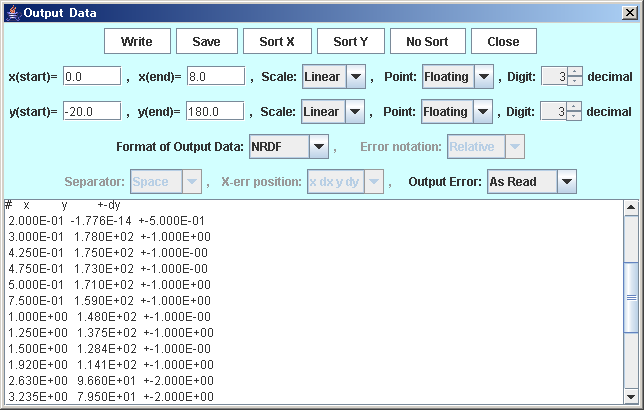 Output Data
Write Save Sort X Sort Y No Sort Close
x(start)= 0.0 , x(end)= 8.0 , Scale: Linear , Point: Floating , Digit: 3 decimal
y(start)= -20.0 , y(end)= 180.0 , Scale: Linear , Point: Floating , Digit: 3 decimal
Format of Output Data: NRDF , Error notation: Relative
Separator: Space , X-err position: x dx y dy , Output Error: As Read
# x y +-dy
2.000E-01 -1.776E-14 +-5.000E-01
3.000E-01 1.780E+02 +-1.000E+00
4.250E-01 1.750E+02 +-1.000E-00
4.750E-01 1.730E+02 +-1.000E-00
5.000E-01 1.710E+02 +-1.000E+00
7.500E-01 1.590E+02 +-1.000E+00
1.000E+00 1.480E+02 +-1.000E-00
1.250E+00 1.375E+02 +-1.000E+00
1.500E+00 1.284E+02 +-1.000E-00
1.920E+00 1.141E+02 +-1.000E+00
2.630E+00 9.660E+01 +-2.000E+00
3.235E+00 7.950E+01 +-2.000E+00